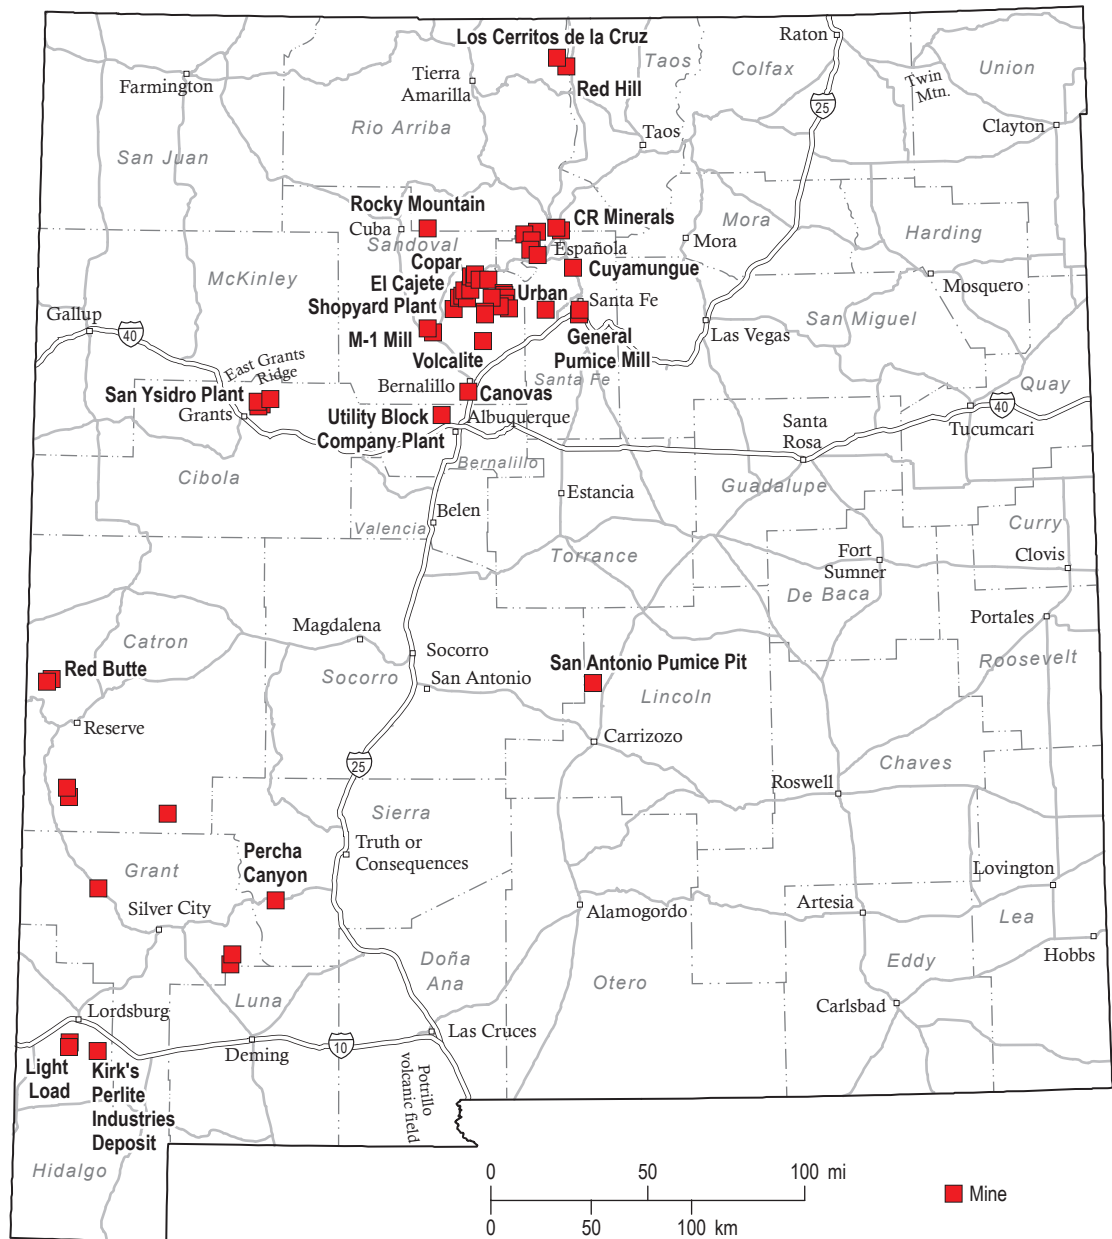 Los Cerritos de la Cruz
Raton
Taos
Colfax
Union
Farmington
Tierra
Amarilla
Red Hill
Twin
Mtn.
25
Rio Arriba
Clayton
San Juan
Taos
Rocky Mountain
Cuba
Sandoval
CR Minerals
Española
Mora
Mora
Harding
McKinley
Copar
El Cajete
Shopyard Plant
Cuyamungue
Urban
Santa Fe
Mosquero
Gallup
40
San Miguel
Las Vegas
M-1 Mill
Volcalite
General
Pumice Mill
East Grants
Ridge
Santa Fe
Quay
San Ysidro Plant
Grants
Bernalillo
Canovas
Utility Block
Company Plant
Albuquerque
Santa
Rosa
40
Tucumcari
Cibola
Bernalillo
Estancia
Guadalupe
Valencia
Belen
Curry
Torrance
Fort
Sumner
Clovis
De Baca
Catron
Magdalena
Portales
Red Butte
Socorro
Socorro
San Antonio
San Antonio Pumice Pit
Lincoln
Roosevelt
Reserve
Carrizozo
25
Chaves
Roswell
Sierra
Truth or
Consequences
Grant
Percha
Canyon
Lovington
Silver City
Alamogordo
Artesia
Lea
Doña
Ana
Eddy
Hobbs
Otero
Luna
Lordsburg
Carlsbad
Las Cruces
Deming
10
Light
Load
Kirk's
Perlite
Industries
Deposit
Potrillo
volcanic field
Hidalgo
0 50 100 mi
0 50 100 km
Mine